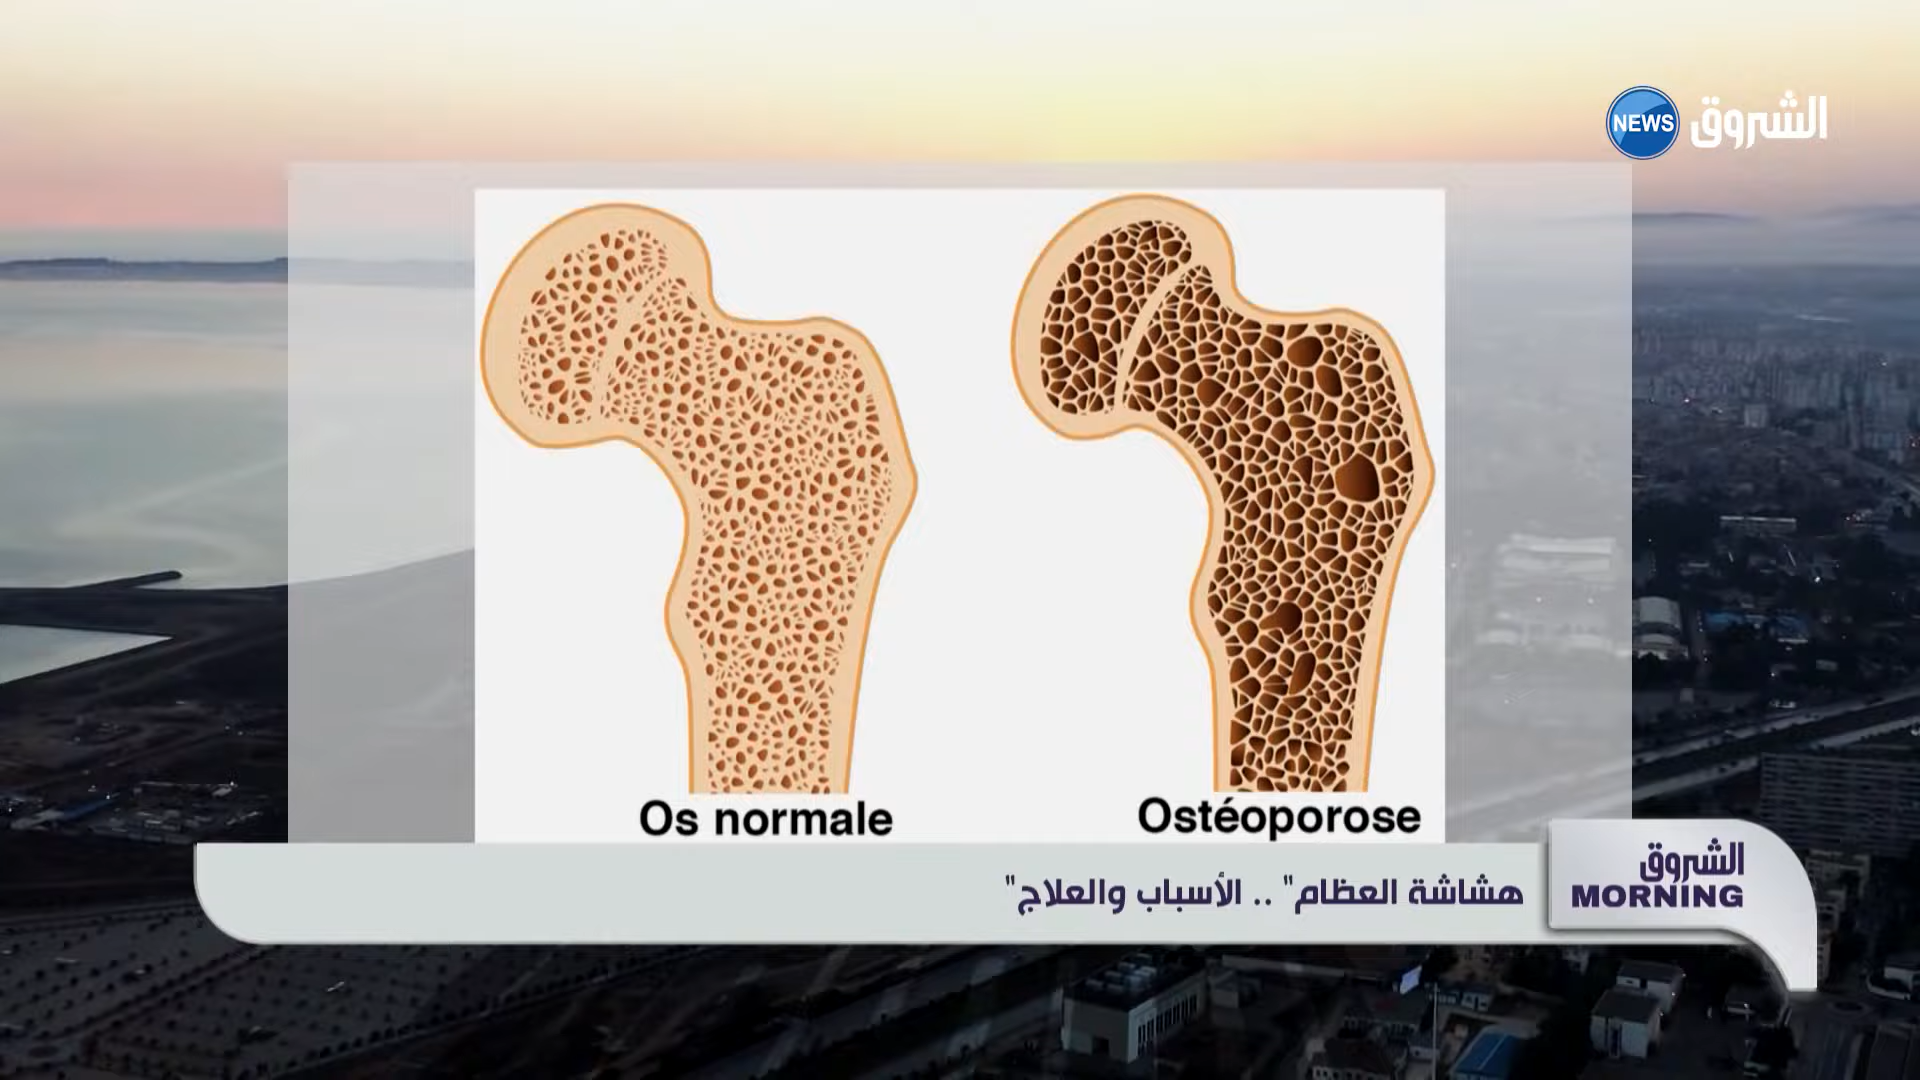 NEWS الشروق
Os normale
Ostéoporose
الشروق
MORNING
هشاشة العظام" .. الأسباب والعلاج"